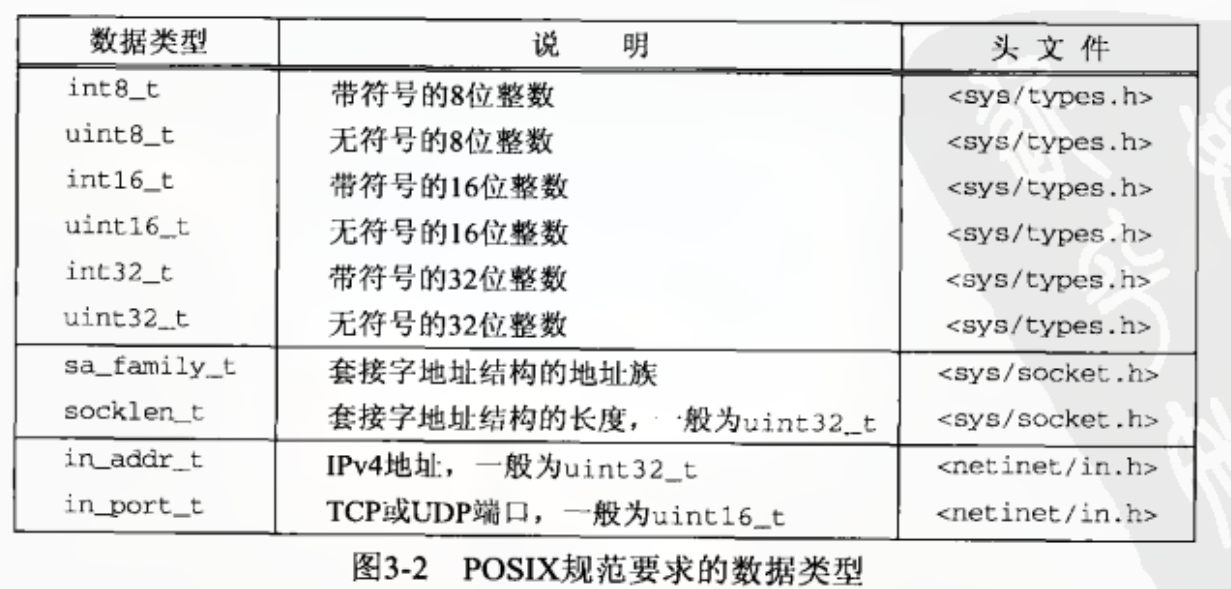 数据类型 说 明 头 文 件
int8_t 带符号的8位整数 <sys/types.h>
uint8_t 无符号的8位整数 <sys/types.h>
int16_t 带符号的16位整数 <sys/types.h>
uint16_t 无符号的16位整数 <sys/types.h>
int32_t 带符号的32位整数 <sys/types.h>
uint32_t 无符号的32位整数 <sys/types.h>
sa_family_t 套接字地址结构的地址族 <sys/socket.h>
socklen_t 套接字地址结构的长度，一般为uint32_t <sys/socket.h>
in_addr_t IPv4地址，一般为uint32_t <netinet/in.h>
in_port_t TCP或UDP端口，一般为uint16_t <netinet/in.h>
图3-2 POSIX规范要求的数据类型